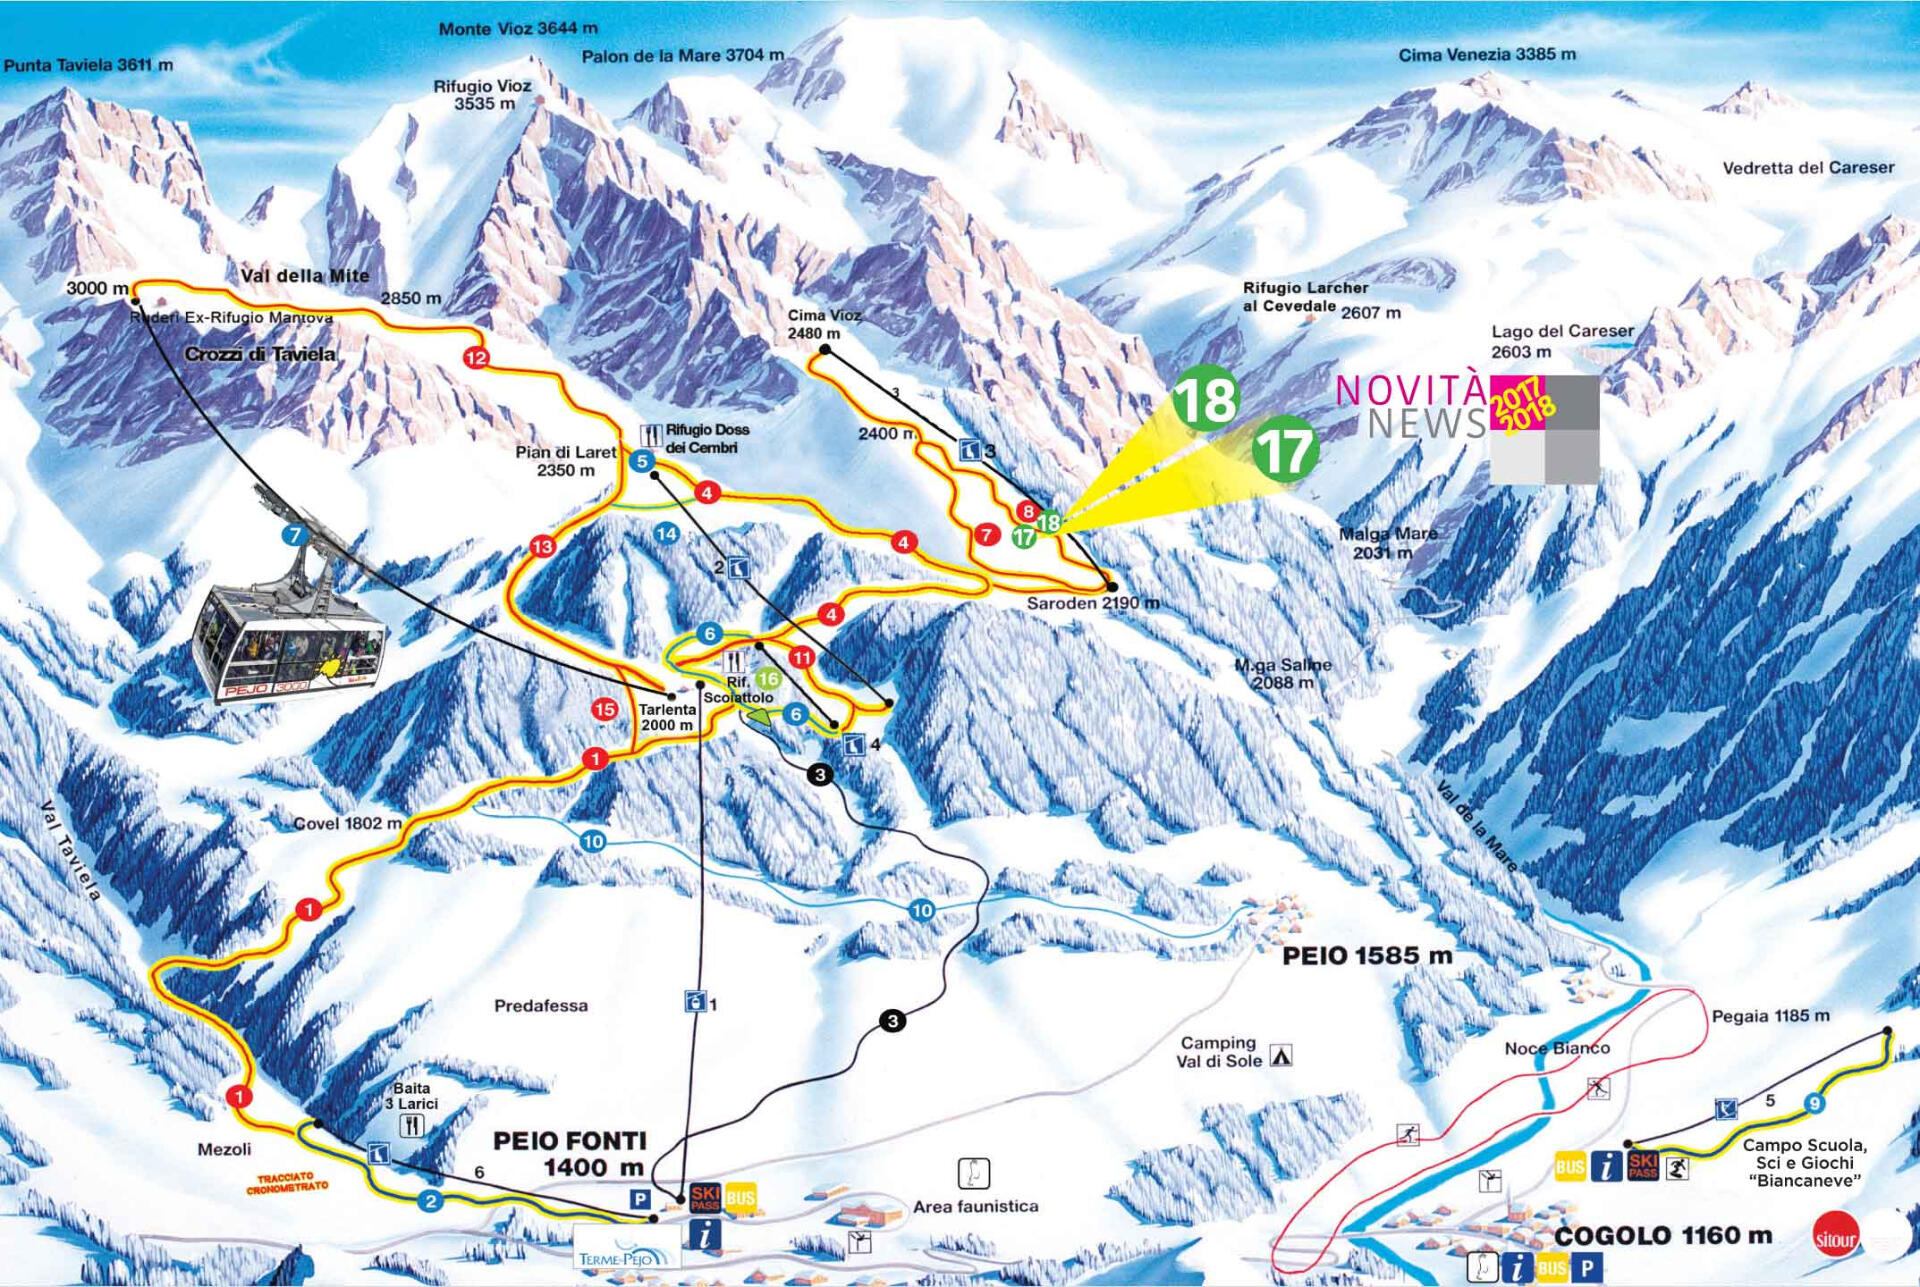 Monte Vioz 3644 m
Palon de la Mare 3704 m
Cima Venezia 3385 m
Punta Taviela 3611 m
Rifugio Vioz
3535 m
Vedretta del Careser
Val della Mite
3000 m
2850 m
Ruderi Ex-Rifugio Mantova
Crozzi di Taviela
12
Cima Vioz
2480 m
Rifugio Larcher
al Cevedale 2607 m
Lago del Careser
2603 m
NOVITÀ
NEWS
2017
2018
18
17
3
2400 m
3
Rifugio Doss
dei Cembri
Pian di Laret
2350 m
5
4
8
18
17
7
14
4
13
7
2
Malga Mare
2031 m
Saroden 2190 m
4
6
11
PEJO 3000
Rif.
Scoiattolo
16
M.ga Saline
2088 m
15
Tarlenta
2000 m
6
4
1
3
Val Taviela
Covel 1802 m
10
Val de la Mare
1
10
PEIO 1585 m
Predafessa
1
3
Pegaia 1185 m
Camping
Val di Sole
Noce Bianco
1
Baita
3 Larici
5
9
Mezoli
TRACCIATO
CRONOMETRATO
PEIO FONTI
1400 m
6
2
P
SKI
PASS
BUS
i
TERME-PEJO
Area faunistica
BUS
i
SKI
PASS
Campo Scuola,
Sci e Giochi
"Biancaneve"
COGOLO 1160 m
i
BUS
P
sitour